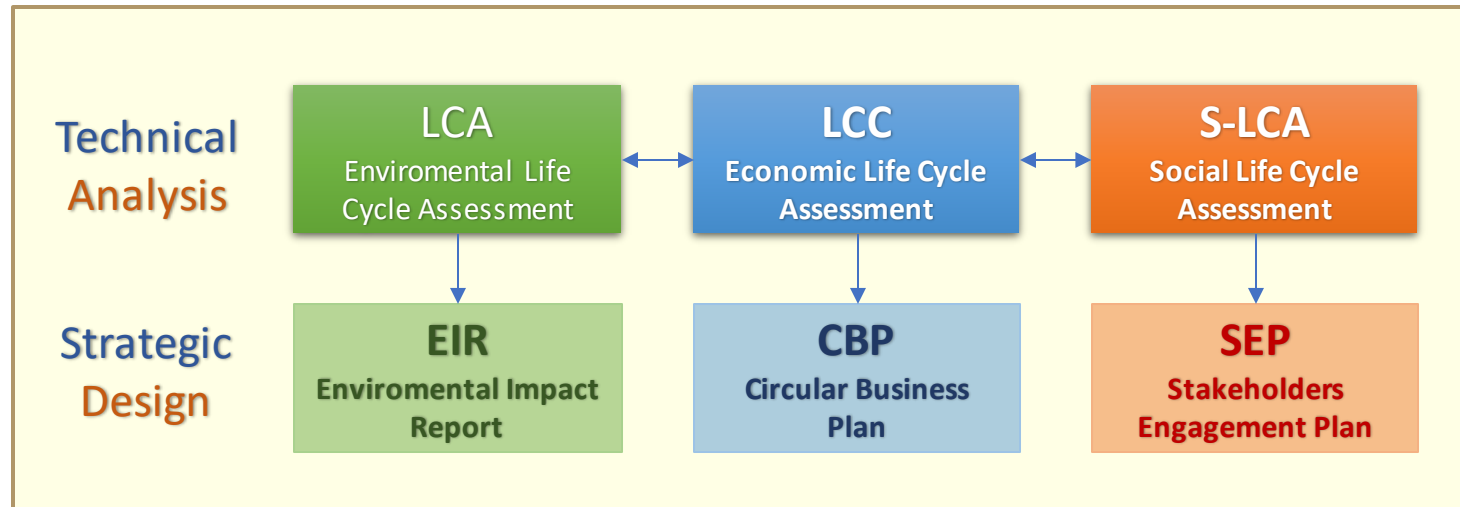 Technical
Analysis
LCA
Enviromental Life
Cycle Assessment
LCC
Economic Life Cycle
Assessment
S-LCA
Social Life Cycle
Assessment
Strategic
Design
EIR
Enviromental Impact
Report
CBP
Circular Business
Plan
SEP
Stakeholders
Engagement Plan